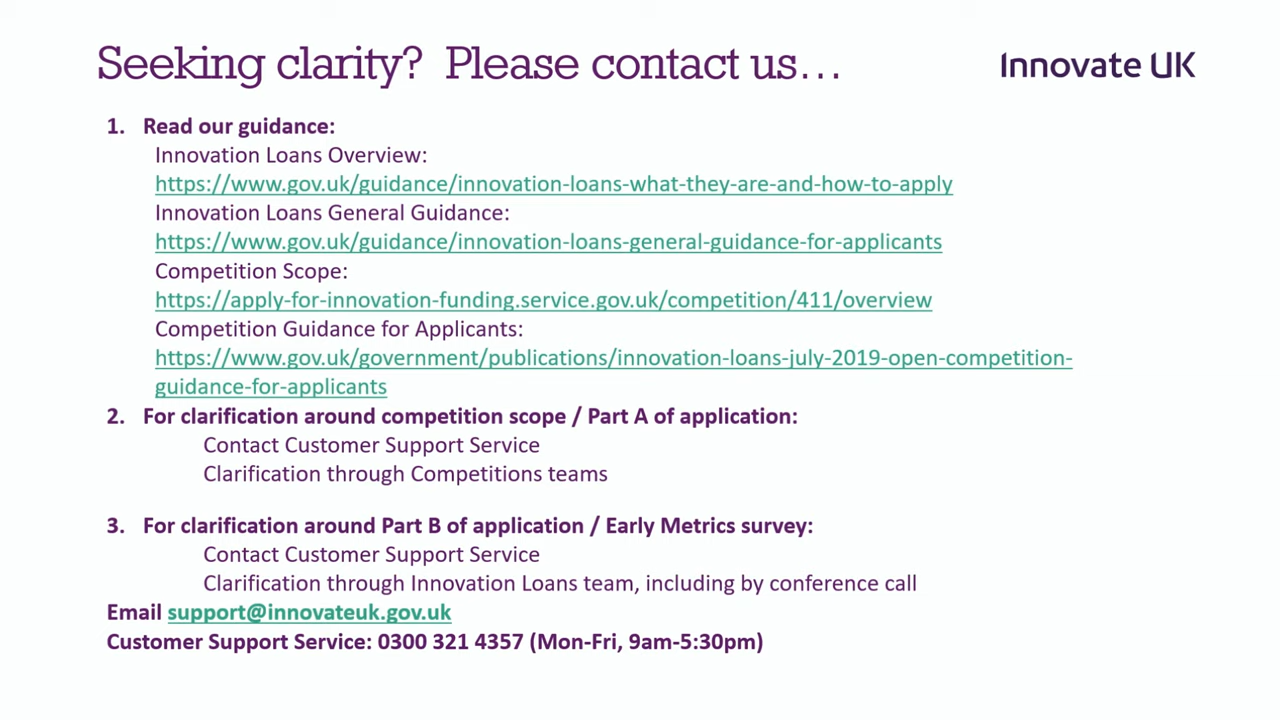 Seeking clarity? Please contact us...
Innovate UK
1. Read our guidance:
Innovation Loans Overview:
https://www.gov.uk/guidance/innovation-loans-what-they-are-and-how-to-apply
Innovation Loans General Guidance:
https://www.gov.uk/guidance/innovation-loans-general-guidance-for-applicants
Competition Scope:
https://apply-for-innovation-funding.service.gov.uk/competition/411/overview
Competition Guidance for Applicants:
https://www.gov.uk/government/publications/innovation-loans-july-2019-open-competition-
guidance-for-applicants
2. For clarification around competition scope / Part A of application:
Contact Customer Support Service
Clarification through Competitions teams
3. For clarification around Part B of application / Early Metrics survey:
Contact Customer Support Service
Clarification through Innovation Loans team, including by conference call
Email support@innovateuk.gov.uk
Customer Support Service: 0300 321 4357 (Mon-Fri, 9am-5:30pm)